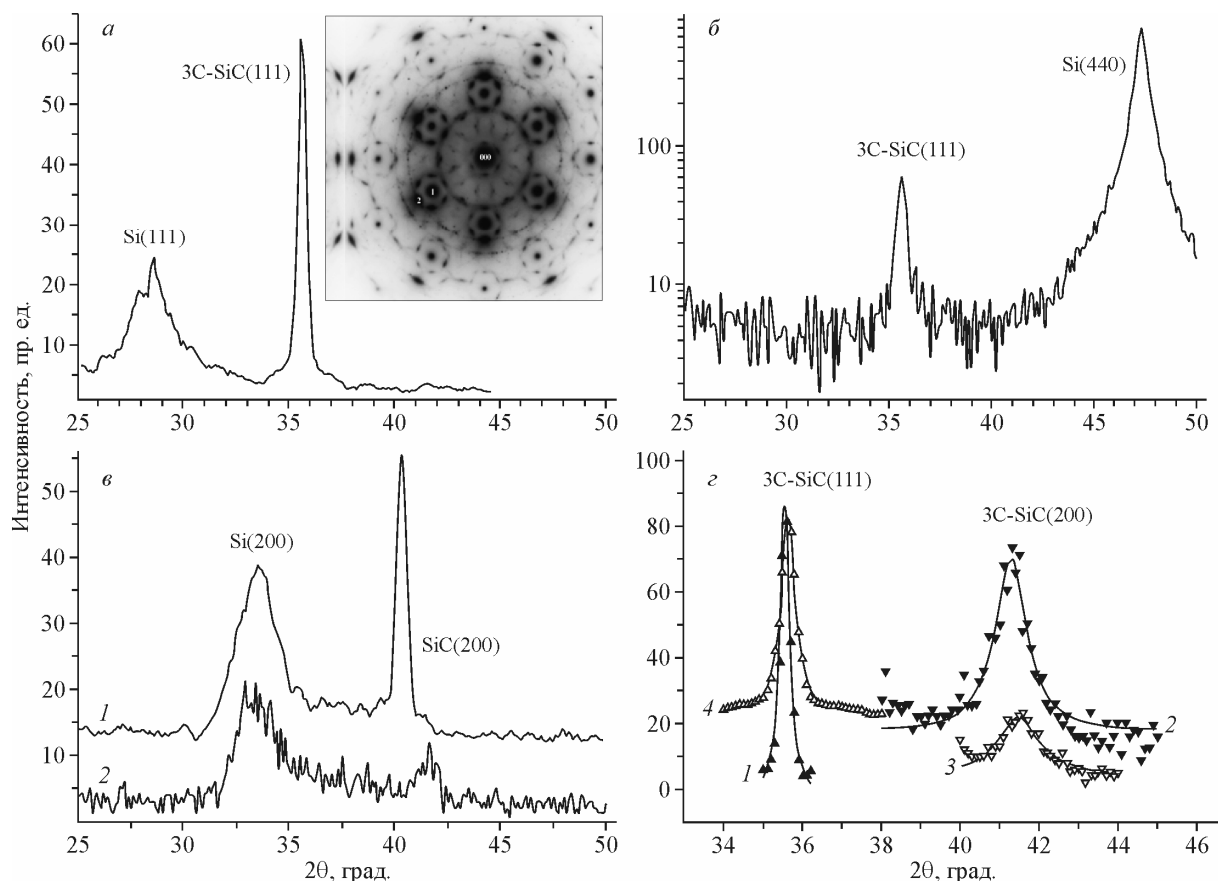 Интенсивность, пр. ед.
а
60
50
40
30
20
10
3C-SiC(111)
Si(111)
000
1
2
25 30 35 40 45 50
б
100
10
3C-SiC(111)
Si(440)
25 30 35 40 45 50
в
50
40
30
20
10
Si(200)
SiC(200)
1
2
25 30 35 40 45 50
2θ, град.
г
100
80
60
40
20
0
3C-SiC(111)
3C-SiC(200)
4
1
2
3
34 36 38 40 42 44 46
2θ, град.